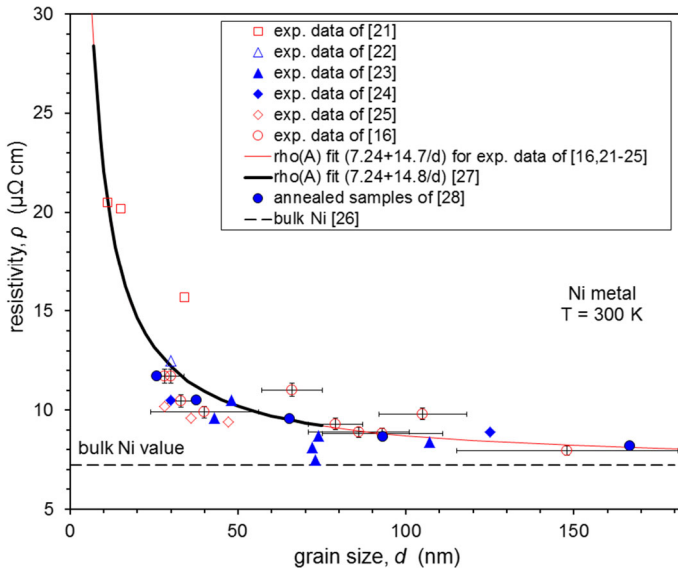 30
25
20
15
10
5
resistivity, ρ (μΩ cm)
exp. data of [21]
exp. data of [22]
exp. data of [23]
exp. data of [24]
exp. data of [25]
exp. data of [16]
rho(A) fit (7.24+14.7/d) for exp. data of [16,21-25]
rho(A) fit (7.24+14.8/d) [27]
annealed samples of [28]
bulk Ni [26]
Ni metal
T = 300 K
bulk Ni value
0
50
100
150
grain size, d (nm)